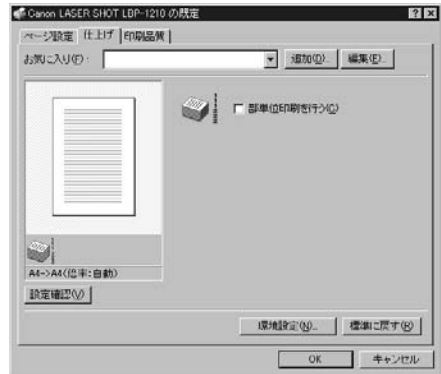 Canon LASER SHOT LBP-1210 の既定
ページ設定 仕上げ 印刷品質
お気に入り(F): 追加(D)... 編集(E)...
部単位印刷を行う(C)
A4->A4(倍率:自動)
設定確認(V)
環境設定(N)... 標準に戻す(R)
OK キャンセル